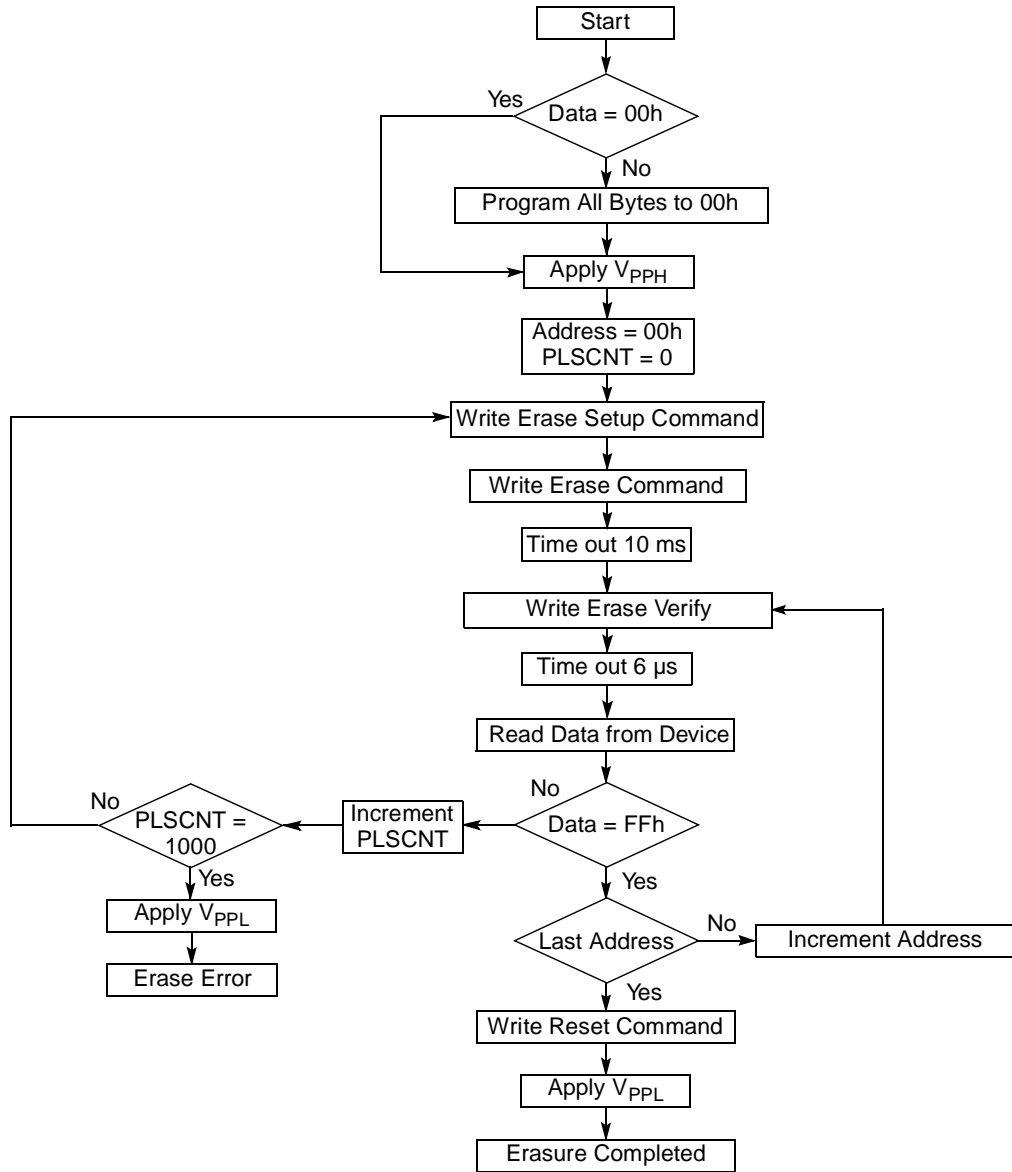 Start
Yes
Data = 00h
No
Program All Bytes to 00h
Apply VPPH
Address = 00h
PLSCNT = 0
Write Erase Setup Command
Write Erase Command
Time out 10 ms
Write Erase Verify
Time out 6 µs
Read Data from Device
No
Data = FFh
Increment
PLSCNT
No
PLSCNT =
1000
Yes
Apply VPPL
Erase Error
Yes
Last Address
No
Increment Address
Yes
Write Reset Command
Apply VPPL
Erasure Completed